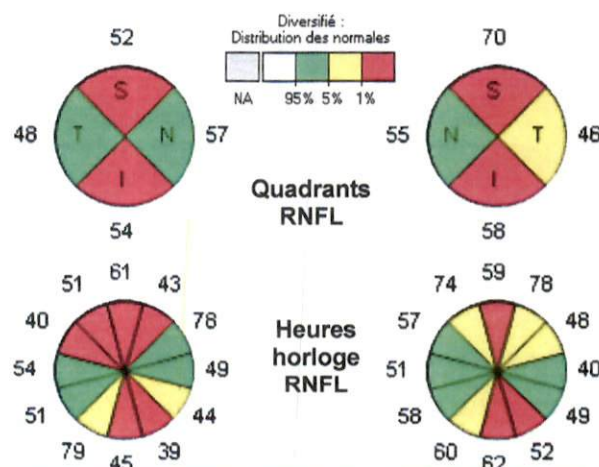 Diversifié :
Distribution des normales
NA 95% 5% 1%
52
S
48 T N 57
I
54
70
S
55 N T 46
I
58
Quadrants
RNFL
61
51 43
40 78
54 49
51 44
79 39
45
Heures
horloge
RNFL
59
74 78
57 48
51 40
58 49
60 52
62